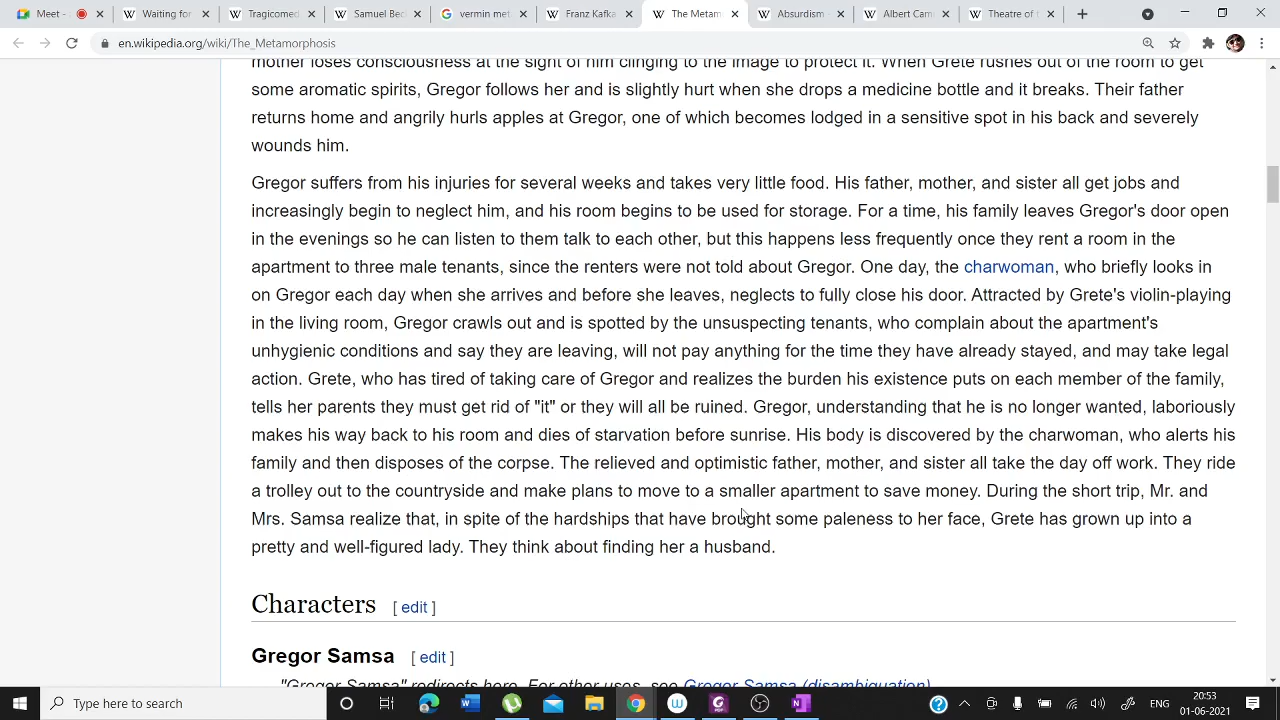 Meet -
Waiting for
Tragicomed
Samuel Bec
vermin met
Franz Kafka
The Metam
Absurdism
Albert Cam
Theatre of
en.wikipedia.org/wiki/The_Metamorphosis
mother loses consciousness at the sight of him clinging to the image to protect it. When Grete rushes out of the room to get
some aromatic spirits, Gregor follows her and is slightly hurt when she drops a medicine bottle and it breaks. Their father
returns home and angrily hurls apples at Gregor, one of which becomes lodged in a sensitive spot in his back and severely
wounds him.
Gregor suffers from his injuries for several weeks and takes very little food. His father, mother, and sister all get jobs and
increasingly begin to neglect him, and his room begins to be used for storage. For a time, his family leaves Gregor's door open
in the evenings so he can listen to them talk to each other, but this happens less frequently once they rent a room in the
apartment to three male tenants, since the renters were not told about Gregor. One day, the charwoman, who briefly looks in
on Gregor each day when she arrives and before she leaves, neglects to fully close his door. Attracted by Grete's violin-playing
in the living room, Gregor crawls out and is spotted by the unsuspecting tenants, who complain about the apartment's
unhygienic conditions and say they are leaving, will not pay anything for the time they have already stayed, and may take legal
action. Grete, who has tired of taking care of Gregor and realizes the burden his existence puts on each member of the family,
tells her parents they must get rid of "it" or they will all be ruined. Gregor, understanding that he is no longer wanted, laboriously
makes his way back to his room and dies of starvation before sunrise. His body is discovered by the charwoman, who alerts his
family and then disposes of the corpse. The relieved and optimistic father, mother, and sister all take the day off work. They ride
a trolley out to the countryside and make plans to move to a smaller apartment to save money. During the short trip, Mr. and
Mrs. Samsa realize that, in spite of the hardships that have brought some paleness to her face, Grete has grown up into a
pretty and well-figured lady. They think about finding her a husband.
Characters [ edit ]
Gregor Samsa [ edit ]
"Gregor Samsa" redirects here. For other uses, see Gregor Samsa (disambiguation)
Type here to search
ENG
20:53
01-06-2021